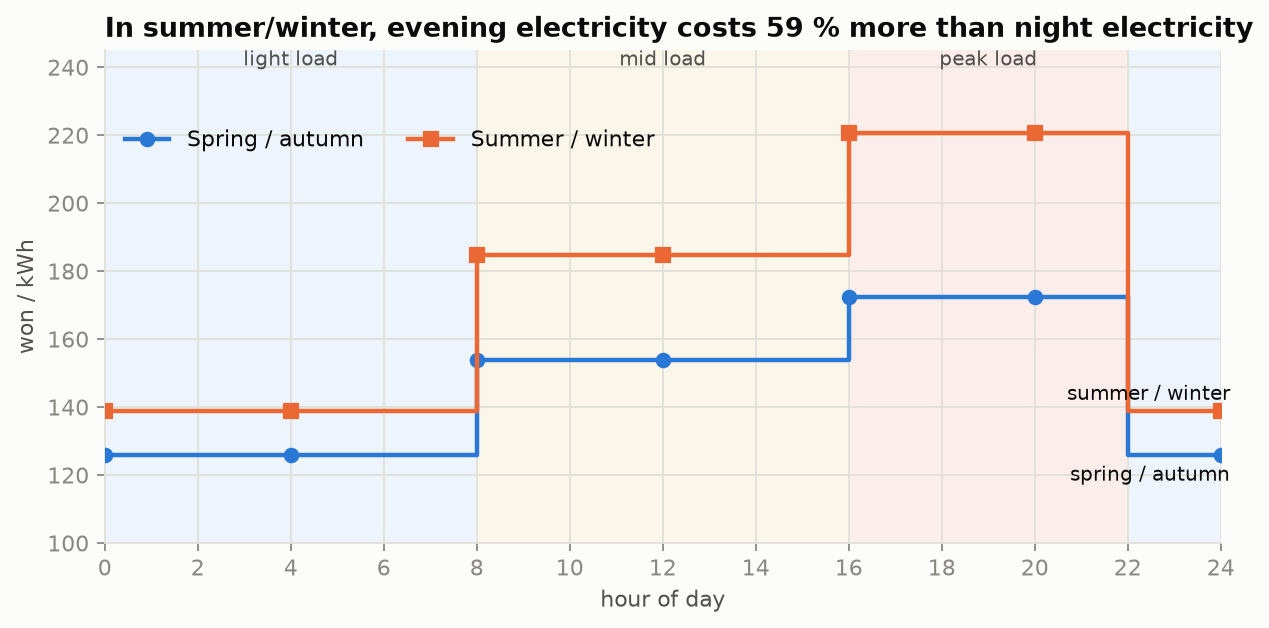 In summer/winter, evening electricity costs 59 % more than night electricity
light load
mid load
peak load
240
220
200
180
160
140
120
100
won / kWh
Spring / autumn
Summer / winter
summer / winter
spring / autumn
0 2 4 6 8 10 12 14 16 18 20 22 24
hour of day